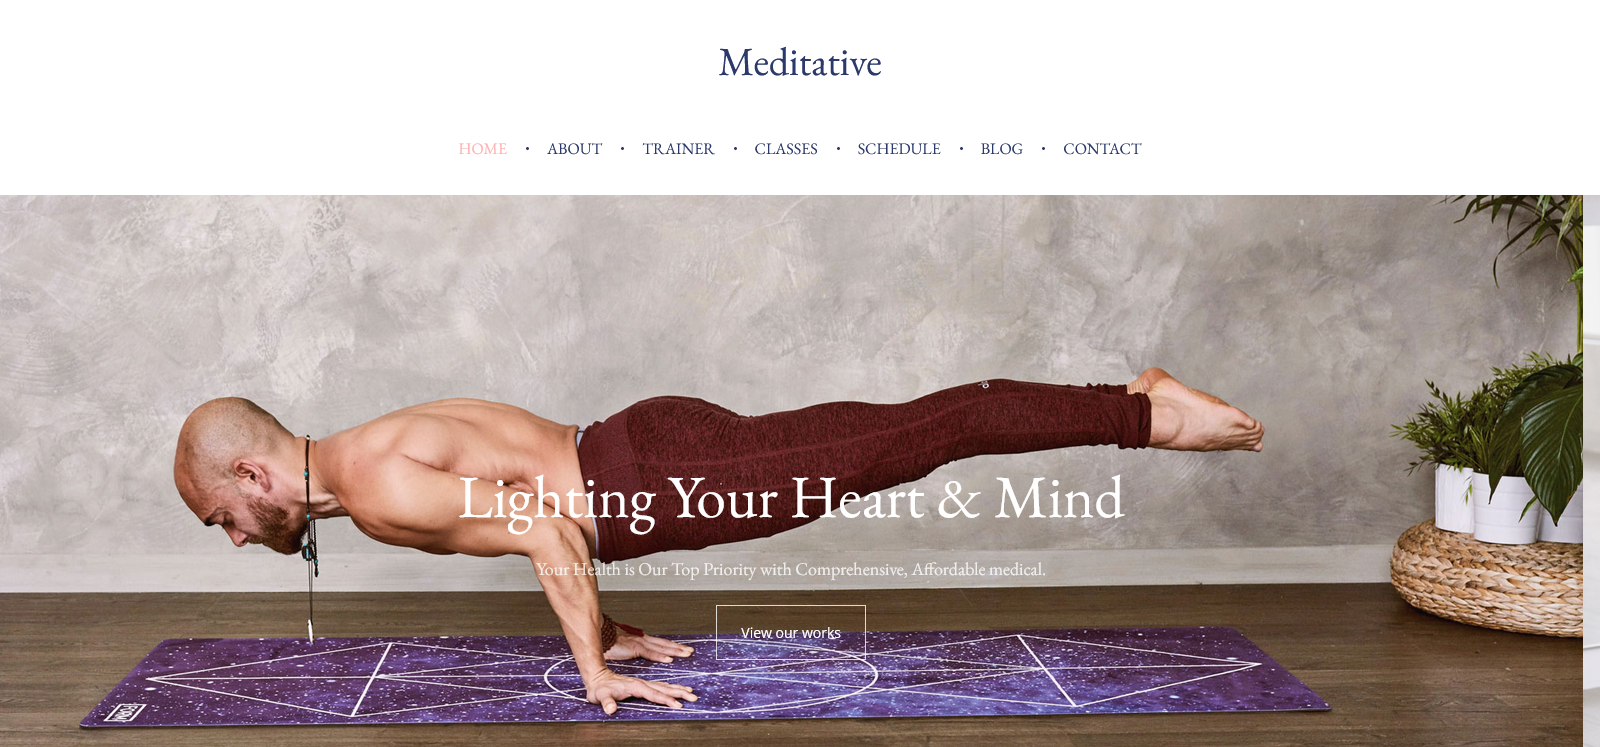 Meditative
HOME • ABOUT • TRAINER • CLASSES • SCHEDULE • BLOG • CONTACT
Lighting Your Heart & Mind
Your Health is Our Top Priority with Comprehensive, Affordable medical.
View our works